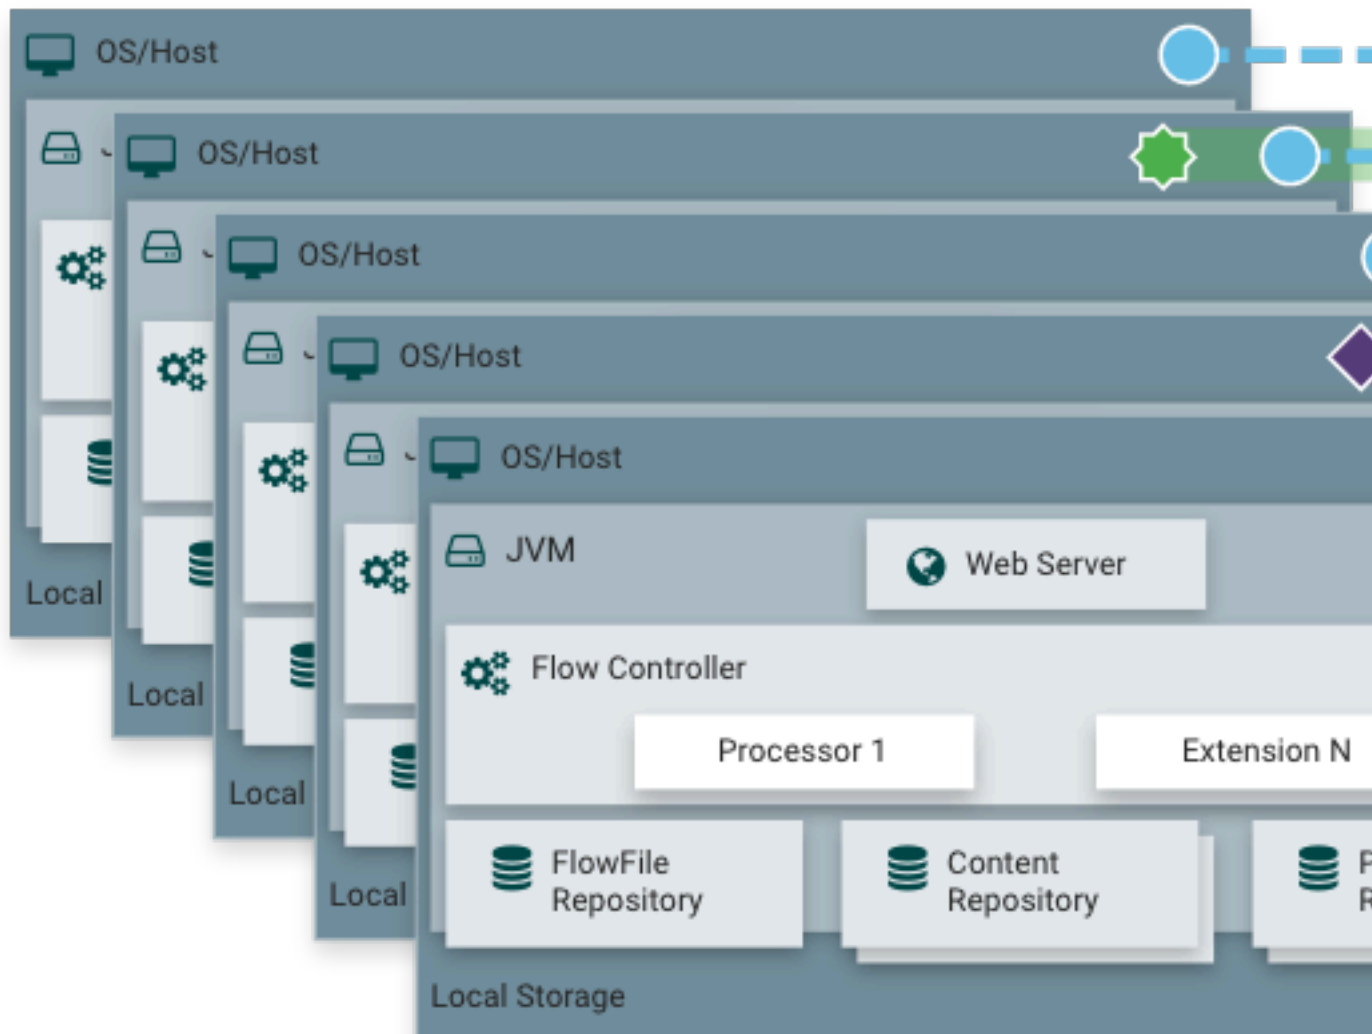 OS/Host
OS/Host
OS/Host
OS/Host
OS/Host
JVM
Web Server
Flow Controller
Processor 1
Extension N
FlowFile
Repository
Content
Repository
Local
Local
Local
Local
Local Storage